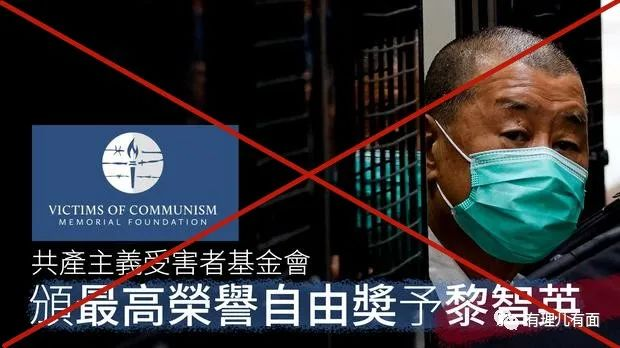 VICTIMS OF COMMUNISM
MEMORIAL FOUNDATION
共產主義受害者基金會
頒最高榮譽自由獎予黎智英
有理儿有面